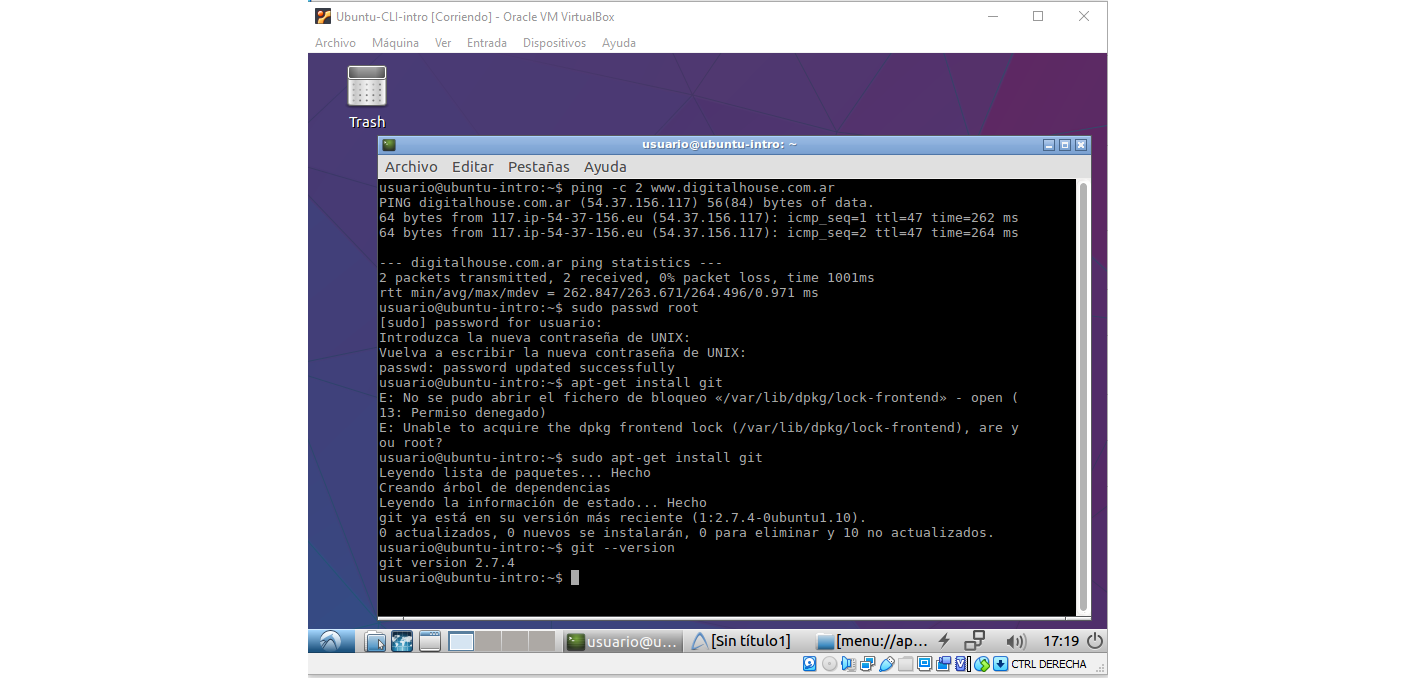 Ubuntu-CLI-intro [Corriendo] - Oracle VM VirtualBox
Archivo Máquina Ver Entrada Dispositivos Ayuda
Trash
usuario@ubuntu-intro: ~
Archivo Editar Pestañas Ayuda
usuario@ubuntu-intro:~$ ping -c 2 www.digitalhouse.com.ar
PING digitalhouse.com.ar (54.37.156.117) 56(84) bytes of data.
64 bytes from 117.ip-54-37-156.eu (54.37.156.117): icmp_seq=1 ttl=47 time=262 ms
64 bytes from 117.ip-54-37-156.eu (54.37.156.117): icmp_seq=2 ttl=47 time=264 ms
--- digitalhouse.com.ar ping statistics ---
2 packets transmitted, 2 received, 0% packet loss, time 1001ms
rtt min/avg/max/mdev = 262.847/263.671/264.496/0.971 ms
usuario@ubuntu-intro:~$ sudo passwd root
[sudo] password for usuario:
Introduzca la nueva contraseña de UNIX:
Vuelva a escribir la nueva contraseña de UNIX:
passwd: password updated successfully
usuario@ubuntu-intro:~$ apt-get install git
E: No se pudo abrir el fichero de bloqueo «/var/lib/dpkg/lock-frontend» - open (
13: Permiso denegado)
E: Unable to acquire the dpkg frontend lock (/var/lib/dpkg/lock-frontend), are y
ou root?
usuario@ubuntu-intro:~$ sudo apt-get install git
Leyendo lista de paquetes... Hecho
Creando árbol de dependencias
Leyendo la información de estado... Hecho
git ya está en su versión más reciente (1:2.7.4-0ubuntu1.10).
0 actualizados, 0 nuevos se instalarán, 0 para eliminar y 10 no actualizados.
usuario@ubuntu-intro:~$ git --version
git version 2.7.4
usuario@ubuntu-intro:~$
usuario@u... [Sin título1] [menu://ap... 17:19
CTRL DERECHA